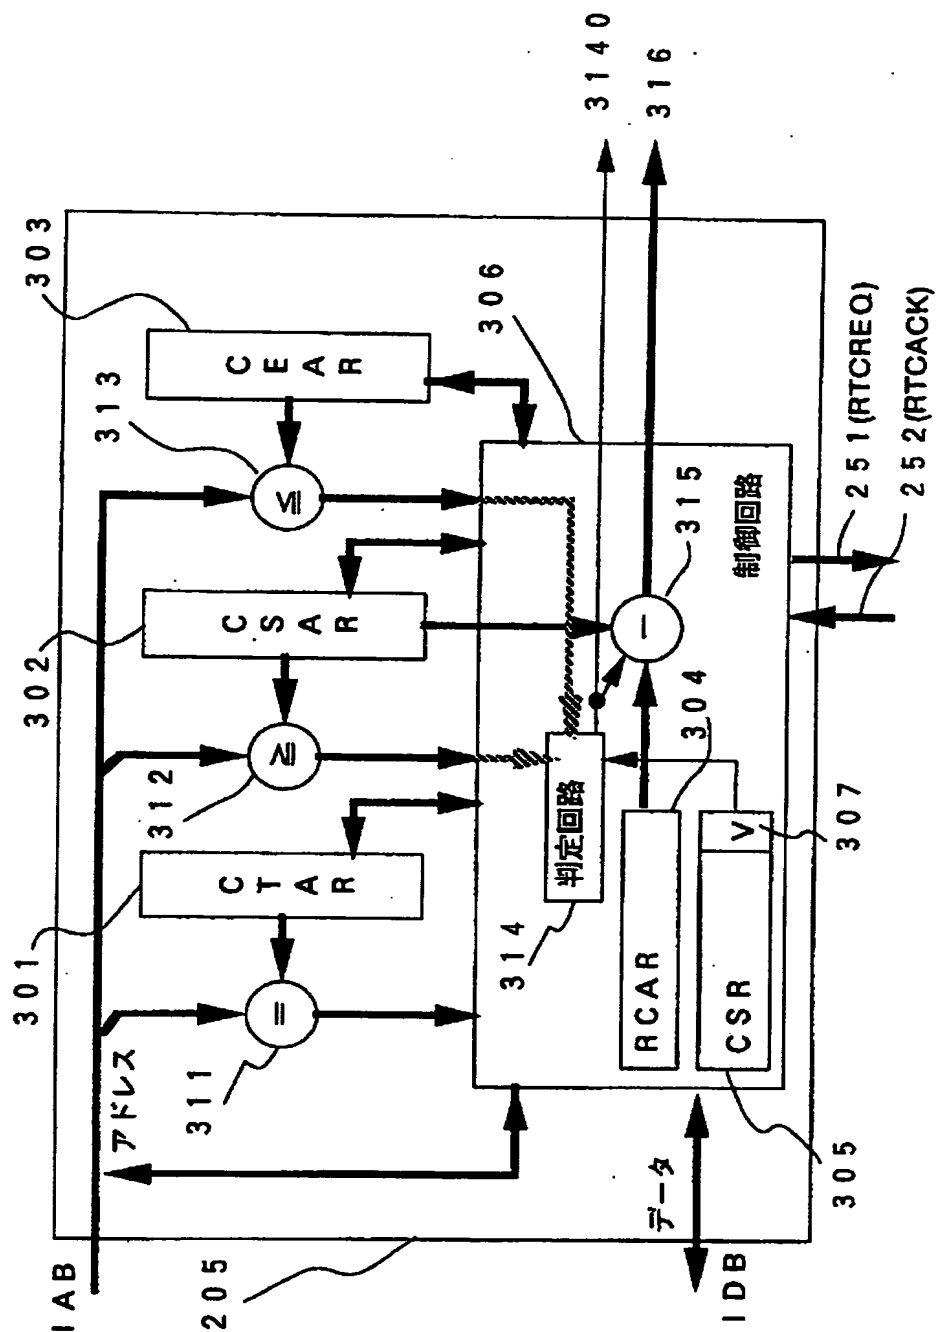 IAB
アドレス
205
301
302
303
CTAR
CSAR
CEAR
311
=
312
≧
313
≦
306
314
判定回路
3140
316
315
−
304
RCAR
CSR
V
307
305
制御回路
データ
IDB
251(RTCREQ)
252(RTCACK)